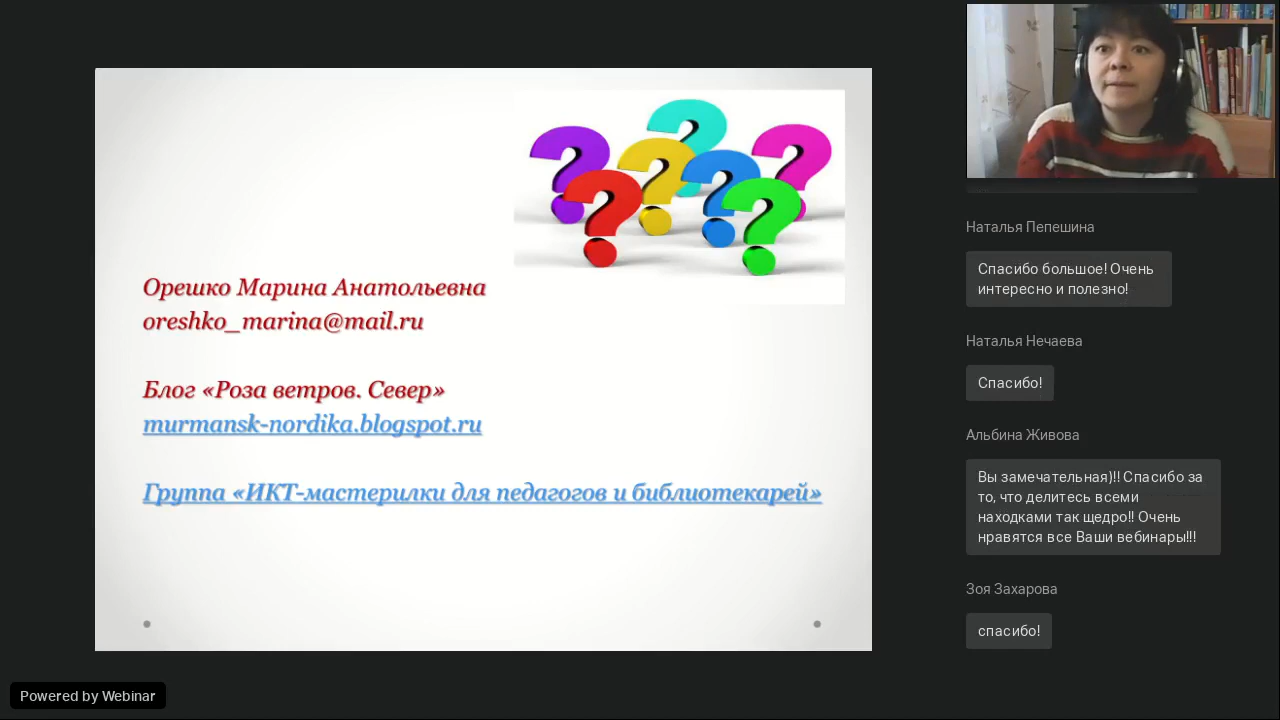 Орешко Марина Анатольевна
oreshko_marina@mail.ru
Блог «Роза ветров. Север»
murmansk-nordika.blogspot.ru
Группа «ИКТ-мастерилки для педагогов и библиотекарей»
Наталья Пепешина
Спасибо большое! Очень
интересно и полезно!
Наталья Нечаева
Спасибо!
Альбина Живова
Вы замечательная)!! Спасибо за
то, что делитесь всеми
находками так щедро!! Очень
нравятся все Ваши вебинары!!!
Зоя Захарова
спасибо!
Powered by Webinar